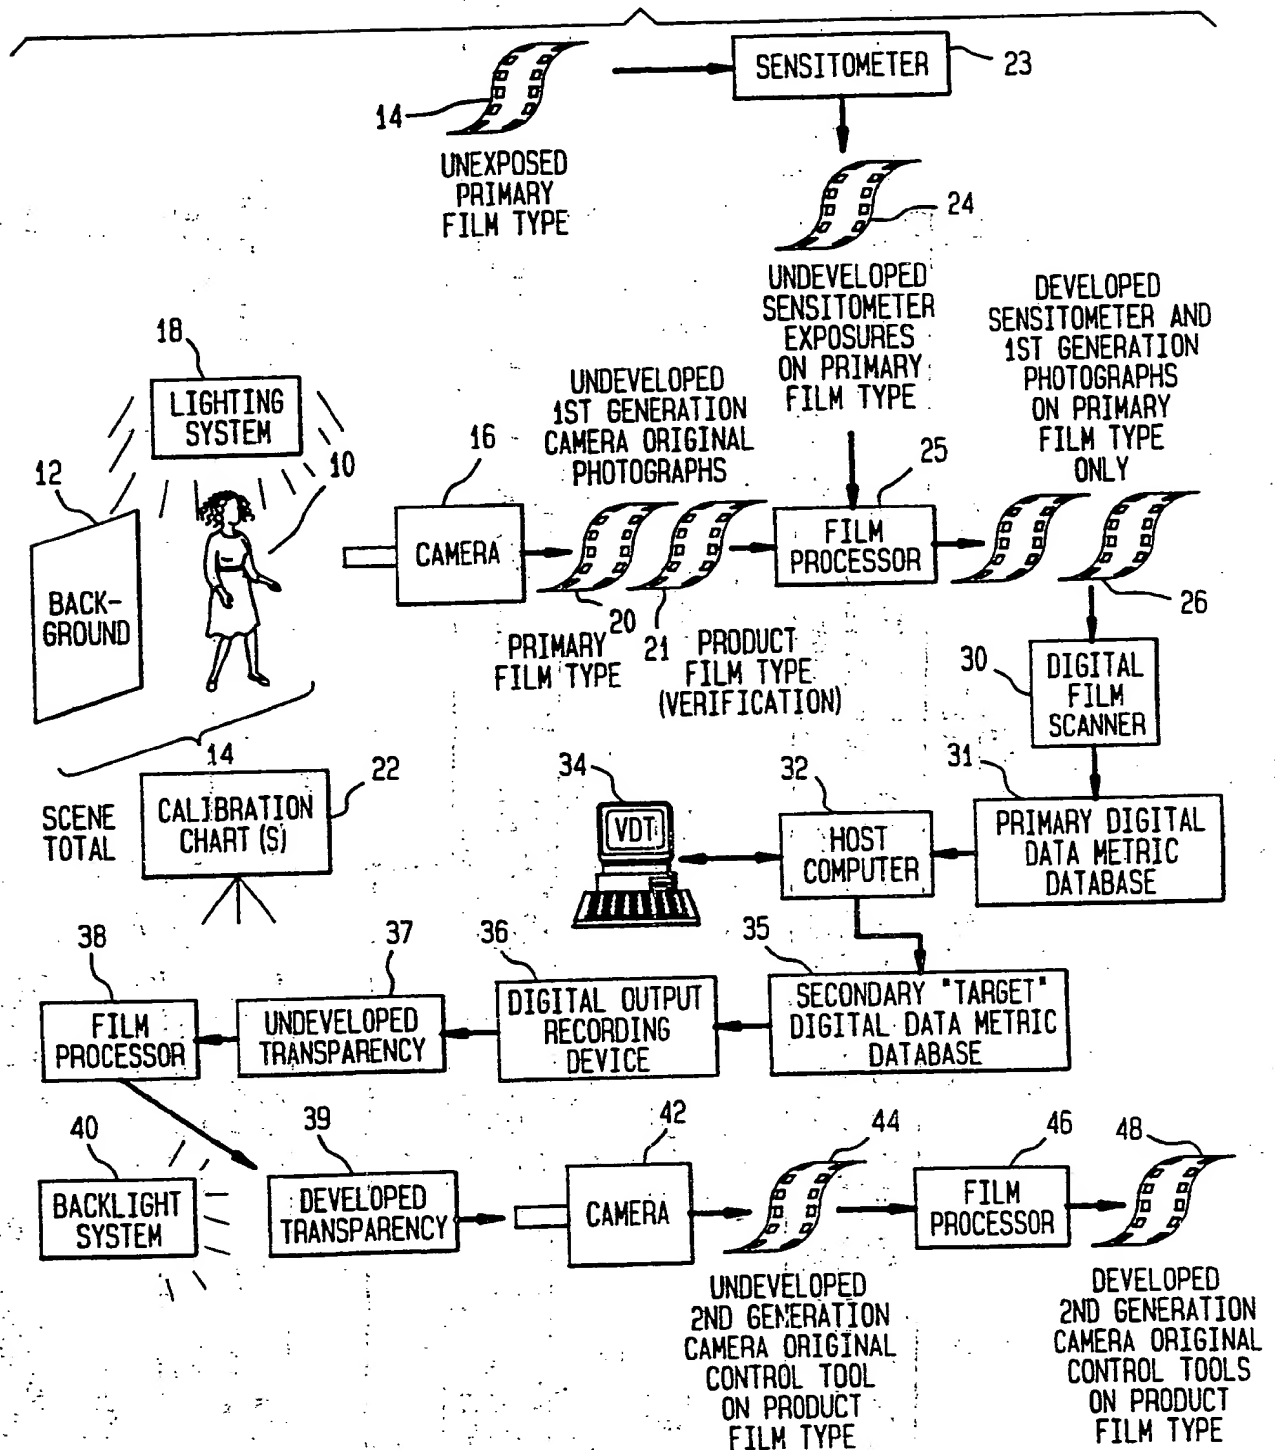 SENSITOMETER
23
14
UNEXPOSED
PRIMARY
FILM TYPE
24
UNDEVELOPED
SENSITOMETER
EXPOSURES
ON PRIMARY
FILM TYPE
DEVELOPED
SENSITOMETER AND
1ST GENERATION
PHOTOGRAPHS
ON PRIMARY
FILM TYPE
ONLY
18
LIGHTING
SYSTEM
UNDEVELOPED
1ST GENERATION
CAMERA ORIGINAL
PHOTOGRAPHS
12
10
16
25
BACK-
GROUND
CAMERA
FILM
PROCESSOR
20
21
26
PRIMARY
FILM TYPE
PRODUCT
FILM TYPE
(VERIFICATION)
30
DIGITAL
FILM
SCANNER
14
SCENE
TOTAL
22
CALIBRATION
CHART(S)
34
VDT
32
HOST
COMPUTER
31
PRIMARY DIGITAL
DATA METRIC
DATABASE
38
FILM
PROCESSOR
37
UNDEVELOPED
TRANSPARENCY
36
DIGITAL OUTPUT
RECORDING
DEVICE
35
SECONDARY "TARGET"
DIGITAL DATA METRIC
DATABASE
40
BACKLIGHT
SYSTEM
39
DEVELOPED
TRANSPARENCY
42
CAMERA
44
46
FILM
PROCESSOR
48
UNDEVELOPED
2ND GENERATION
CAMERA ORIGINAL
CONTROL TOOL
ON PRODUCT
FILM TYPE
DEVELOPED
2ND GENERATION
CAMERA ORIGINAL
CONTROL TOOLS
ON PRODUCT
FILM TYPE